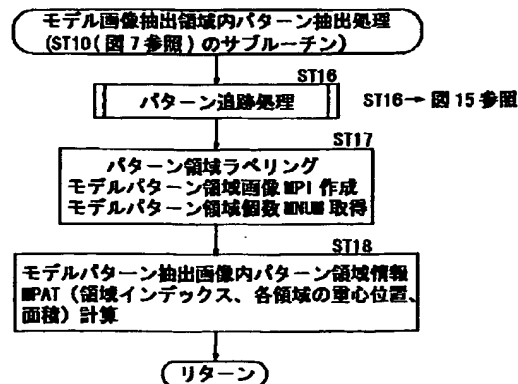 モデル画像抽出領域内パターン抽出処理
(ST10(図7参照)のサブルーチン)
ST16
パターン追跡処理
ST16→図15参照
ST17
パターン領域ラベリング
モデルパターン領域画像MPI作成
モデルパターン領域個数MNUM取得
ST18
モデルパターン抽出画像内パターン領域情報
MPAT(領域インデックス、各領域の重心位置、
面積)計算
リターン